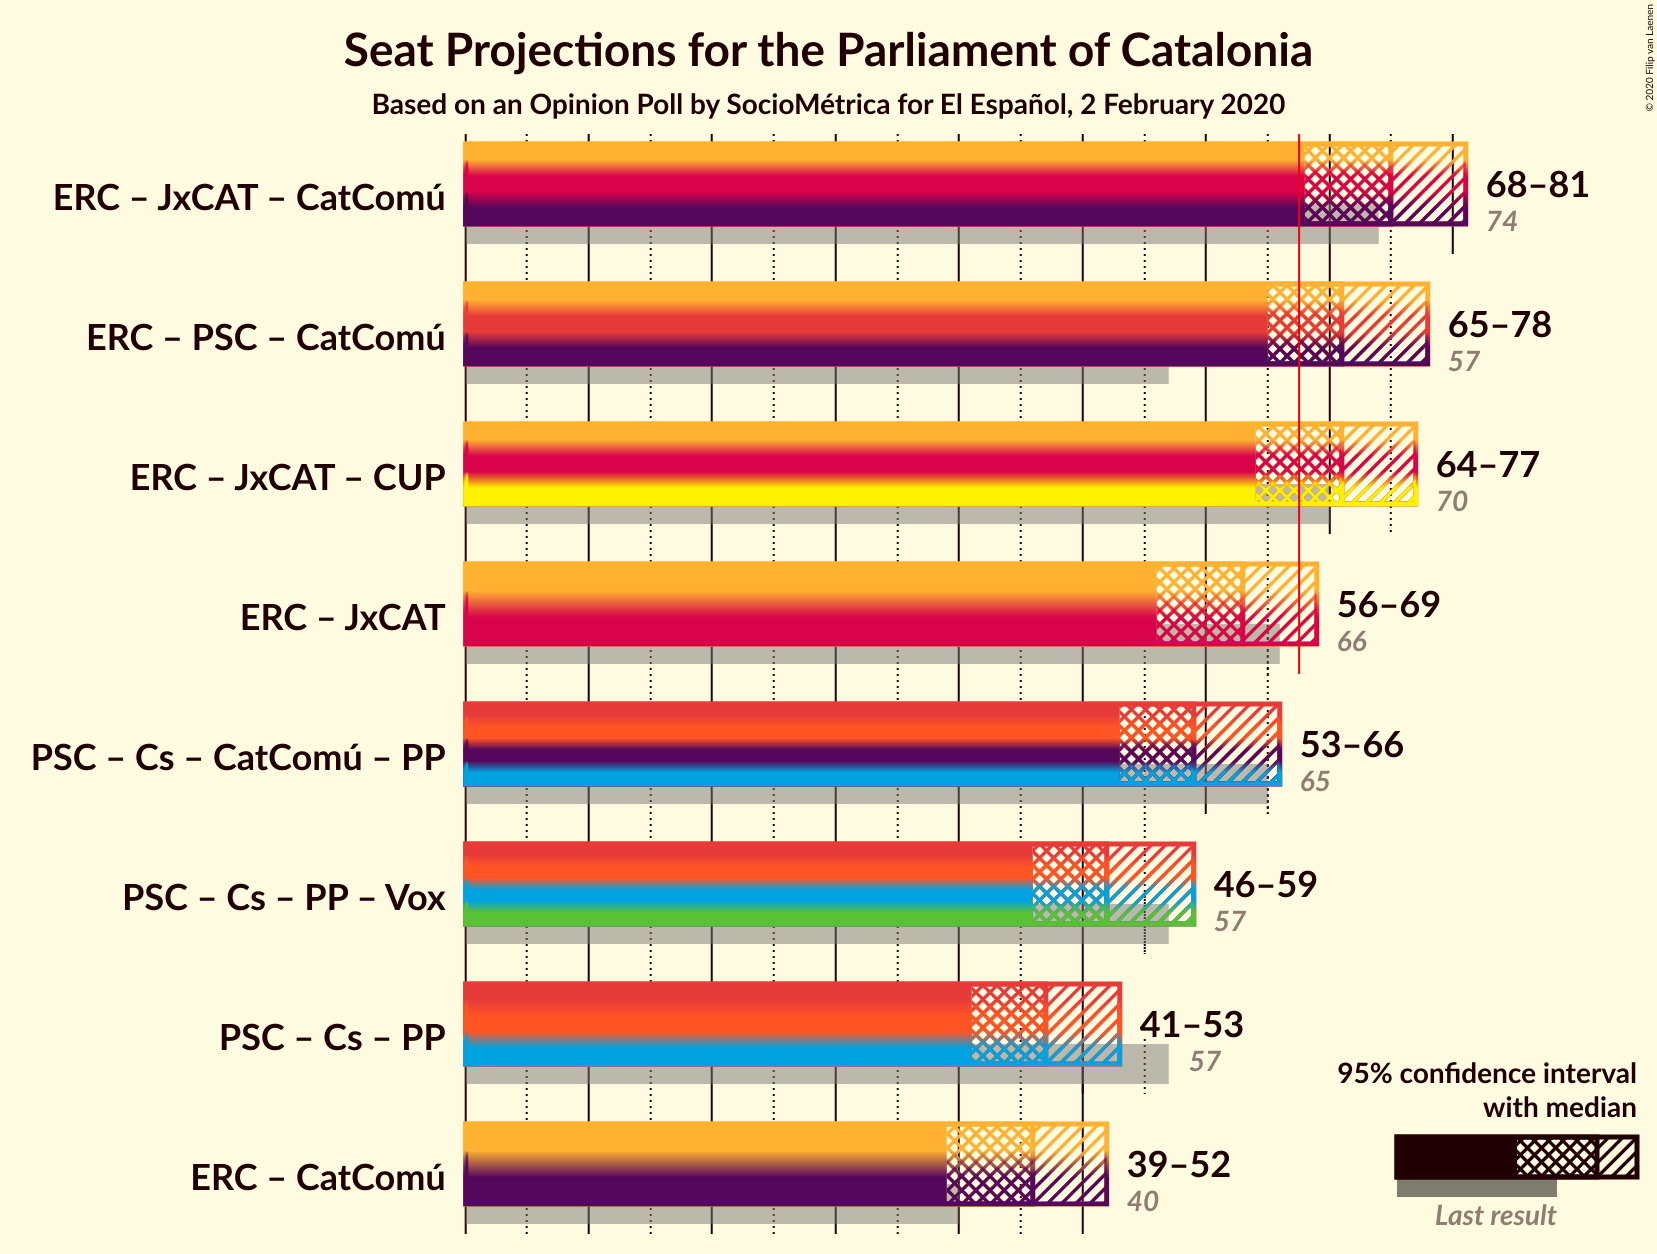 Seat Projections for the Parliament of Catalonia
Based on an Opinion Poll by SocioMétrica for El Español, 2 February 2020
© 2020 Filip van Laenen
ERC – JxCAT – CatComú
68–81
74
ERC – PSC – CatComú
65–78
57
ERC – JxCAT – CUP
64–77
70
ERC – JxCAT
56–69
66
PSC – Cs – CatComú – PP
53–66
65
PSC – Cs – PP – Vox
46–59
57
PSC – Cs – PP
41–53
57
ERC – CatComú
39–52
40
95% confidence interval
with median
Last result